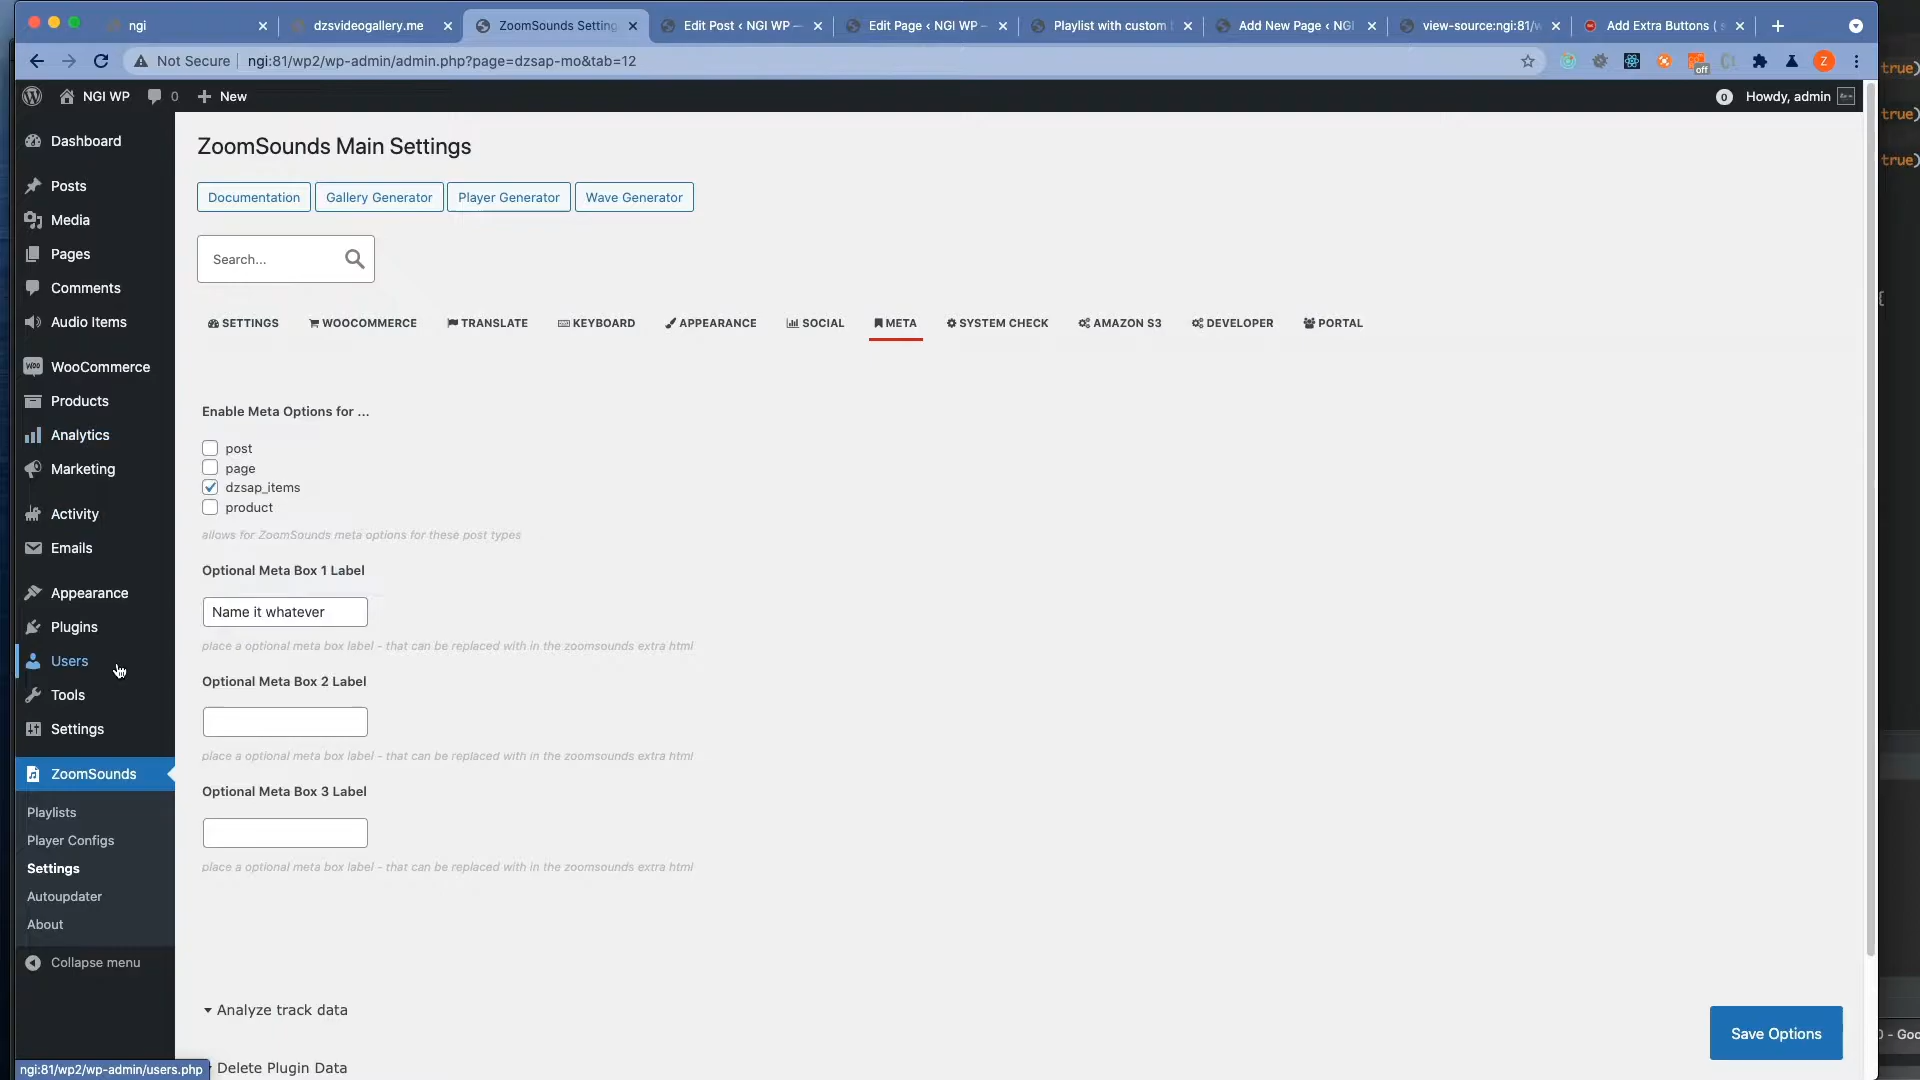 ngi
dzsvideogallery.me
ZoomSounds Setting
Edit Post ‹ NGI WP —
Edit Page ‹ NGI WP —
Playlist with custom
Add New Page ‹ NGI
view-source:ngi:81/w
Add Extra Buttons (
Not Secure
ngi:81/wp2/wp-admin/admin.php?page=dzsap-mo&tab=12
off
Z
NGI WP
0
New
0
Howdy, admin
true)
true)
true)
{
Dashboard
Posts
Media
Pages
Comments
Audio Items
WooCommerce
Products
Analytics
Marketing
Activity
Emails
Appearance
Plugins
Users
Tools
Settings
ZoomSounds
Playlists
Player Configs
Settings
Autoupdater
About
Collapse menu
ngi:81/wp2/wp-admin/users.php
ZoomSounds Main Settings
Documentation
Gallery Generator
Player Generator
Wave Generator
Search...
SETTINGS
WOOCOMMERCE
TRANSLATE
KEYBOARD
APPEARANCE
SOCIAL
META
SYSTEM CHECK
AMAZON S3
DEVELOPER
PORTAL
Enable Meta Options for ...
post
page
dzsap_items
product
allows for ZoomSounds meta options for these post types
Optional Meta Box 1 Label
Name it whatever
place a optional meta box label - that can be replaced with in the zoomsounds extra html
Optional Meta Box 2 Label
place a optional meta box label - that can be replaced with in the zoomsounds extra html
Optional Meta Box 3 Label
place a optional meta box label - that can be replaced with in the zoomsounds extra html
Analyze track data
Delete Plugin Data
Save Options
- Goo